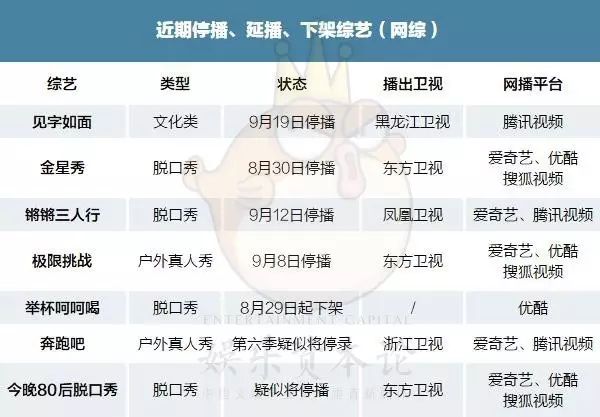 近期停播、延播、下架综艺（网综）
综艺 类型 状态 播出卫视 网播平台
见字如面 文化类 9月19日停播 黑龙江卫视 腾讯视频
金星秀 脱口秀 8月30日停播 东方卫视 爱奇艺、优酷
搜狐视频
锵锵三人行 脱口秀 9月12日停播 凤凰卫视 爱奇艺、腾讯视频
极限挑战 户外真人秀 9月8日停播 东方卫视 爱奇艺、优酷
搜狐视频
举杯呵呵喝 脱口秀 8月29日起下架 / 优酷
ENTERTAINMENT CAPITAL
奔跑吧 户外真人秀 第六季疑似将停录 浙江卫视 爱奇艺、腾讯视频
娱乐资本论
今晚80后脱口秀 脱口秀 疑似将停播 东方卫视 爱奇艺、优酷
搜狐视频